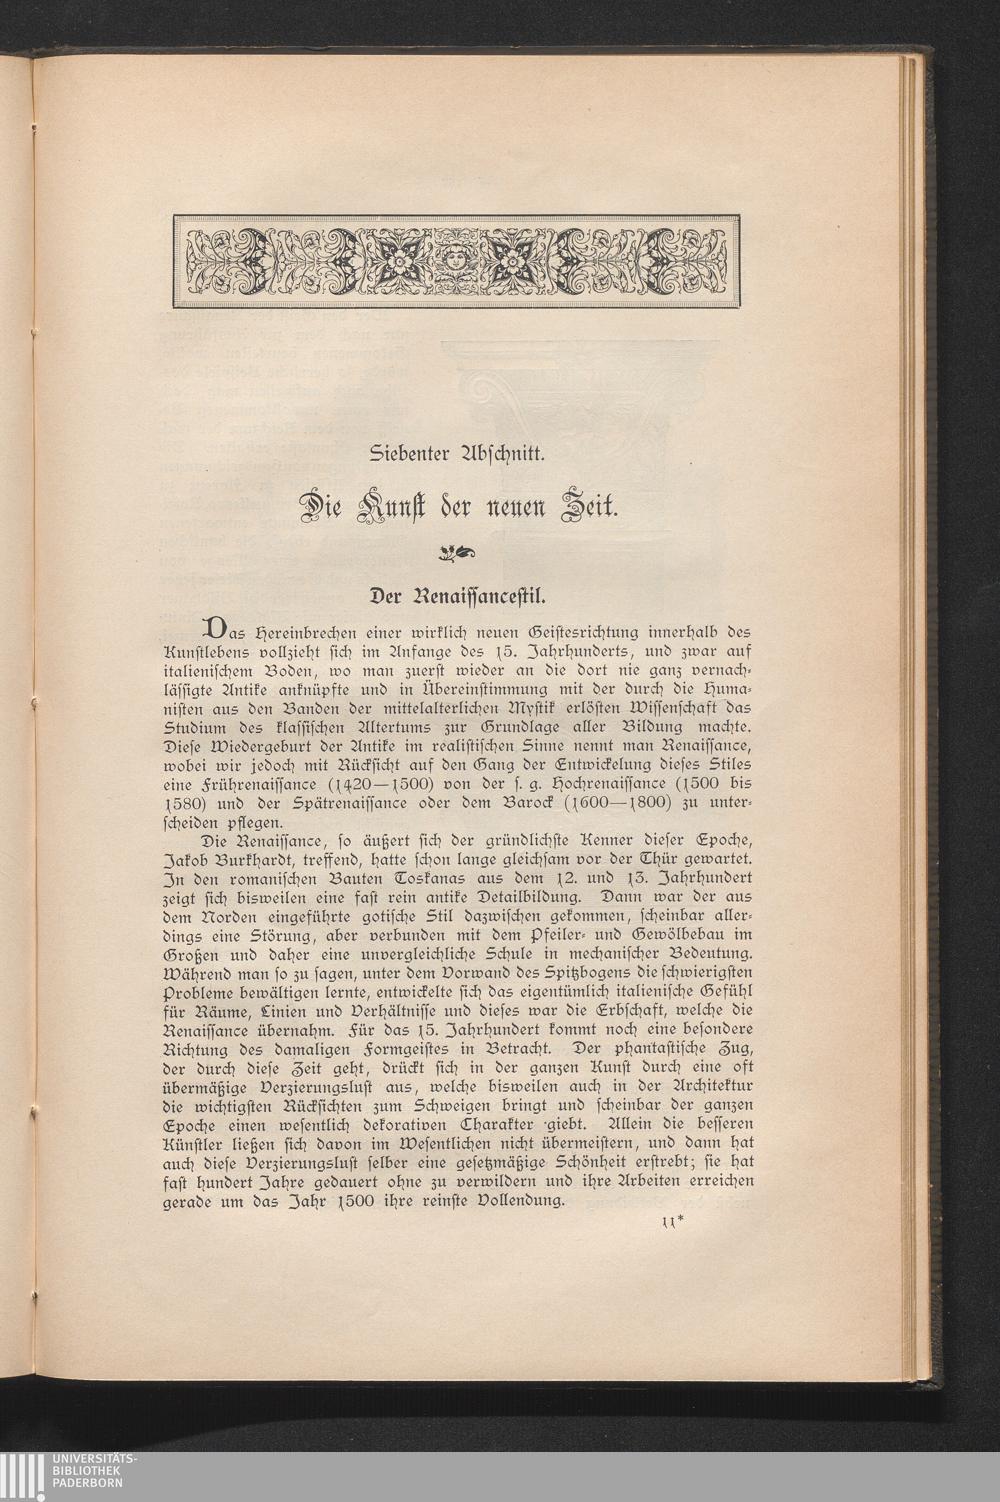 Siebenter Abschnitt.
Die Kunst der neuen Zeit.
Der Renaissancestil.
Das Hereinbrechen einer wirklich neuen Geistesrichtung innerhalb des
Kunstlebens vollzieht sich im Anfange des 15. Jahrhunderts, und zwar auf
italienischem Boden, wo man zuerst wieder an die dort nie ganz vernach-
lässigte Antike anknüpfte und in Übereinstimmung mit der durch die Huma-
nisten aus den Banden der mittelalterlichen Mystik erlösten Wissenschaft das
Studium des klassischen Altertums zur Grundlage aller Bildung machte.
Diese Wiedergeburt der Antike im realistischen Sinne nennt man Renaissance,
wobei wir jedoch mit Rücksicht auf den Gang der Entwickelung dieses Stiles
eine Frührenaissance (1420—1500) von der s. g. Hochrenaissance (1500 bis
1580) und der Spätrenaissance oder dem Barock (1600—1800) zu unter-
scheiden pflegen.
Die Renaissance, so äußert sich der gründlichste Kenner dieser Epoche,
Jakob Burkhardt, treffend, hatte schon lange gleichsam vor der Thür gewartet.
In den romanischen Bauten Toskanas aus dem 12. und 13. Jahrhundert
zeigt sich bisweilen eine fast rein antike Detailbildung. Dann war der aus
dem Norden eingeführte gotische Stil dazwischen gekommen, scheinbar aller-
dings eine Störung, aber verbunden mit dem Pfeiler- und Gewölbebau im
Großen und daher eine unvergleichliche Schule in mechanischer Bedeutung.
Während man so zu sagen, unter dem Vorwand des Spitzbogens die schwierigsten
Probleme bewältigen lernte, entwickelte sich das eigentümlich italienische Gefühl
für Räume, Linien und Verhältnisse und dieses war die Erbschaft, welche die
Renaissance übernahm. Für das 15. Jahrhundert kommt noch eine besondere
Richtung des damaligen Formgeistes in Betracht. Der phantastische Zug,
der durch diese Zeit geht, drückt sich in der ganzen Kunst durch eine oft
übermäßige Verzierungslust aus, welche bisweilen auch in der Architektur
die wichtigsten Rücksichten zum Schweigen bringt und scheinbar der ganzen
Epoche einen wesentlich dekorativen Charakter giebt. Allein die besseren
Künstler ließen sich davon im Wesentlichen nicht übermeistern, und dann hat
auch diese Verzierungslust selber eine gesetzmäßige Schönheit erstrebt; sie hat
fast hundert Jahre gedauert ohne zu verwildern und ihre Arbeiten erreichen
gerade um das Jahr 1500 ihre reinste Vollendung.
11*
UNIVERSITÄTS-
BIBLIOTHEK
PADERBORN